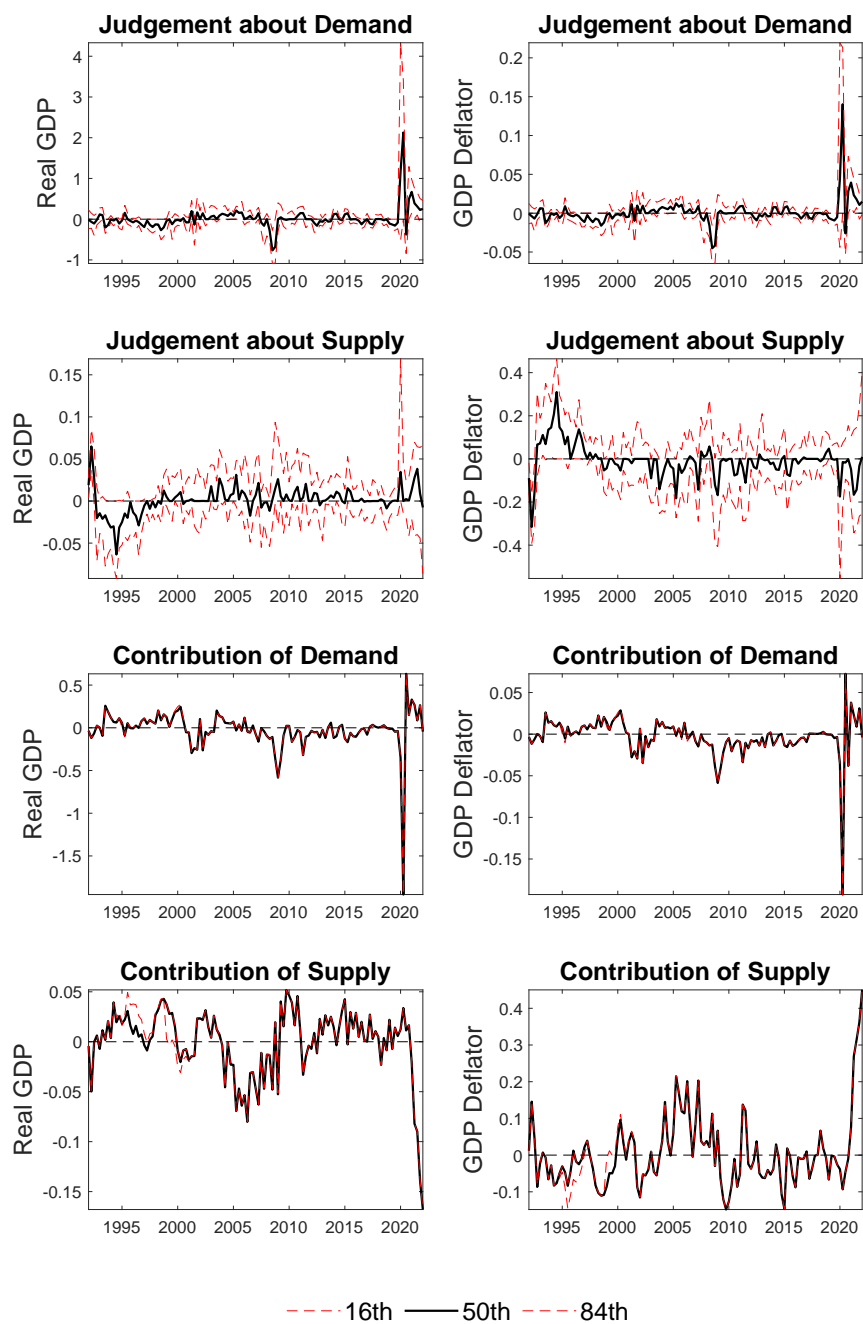 Judgement about Demand
Real GDP
4
3
2
1
0
-1
1995 2000 2005 2010 2015 2020
Judgement about Demand
GDP Deflator
0.2
0.15
0.1
0.05
0
-0.05
1995 2000 2005 2010 2015 2020
Judgement about Supply
Real GDP
0.15
0.1
0.05
0
-0.05
1995 2000 2005 2010 2015 2020
Judgement about Supply
GDP Deflator
0.4
0.2
0
-0.2
-0.4
1995 2000 2005 2010 2015 2020
Contribution of Demand
Real GDP
0.5
0
-0.5
-1
-1.5
1995 2000 2005 2010 2015 2020
Contribution of Demand
GDP Deflator
0.05
0
-0.05
-0.1
-0.15
1995 2000 2005 2010 2015 2020
Contribution of Supply
Real GDP
0.05
0
-0.05
-0.1
-0.15
1995 2000 2005 2010 2015 2020
Contribution of Supply
GDP Deflator
0.4
0.3
0.2
0.1
0
-0.1
1995 2000 2005 2010 2015 2020
16th 50th 84th